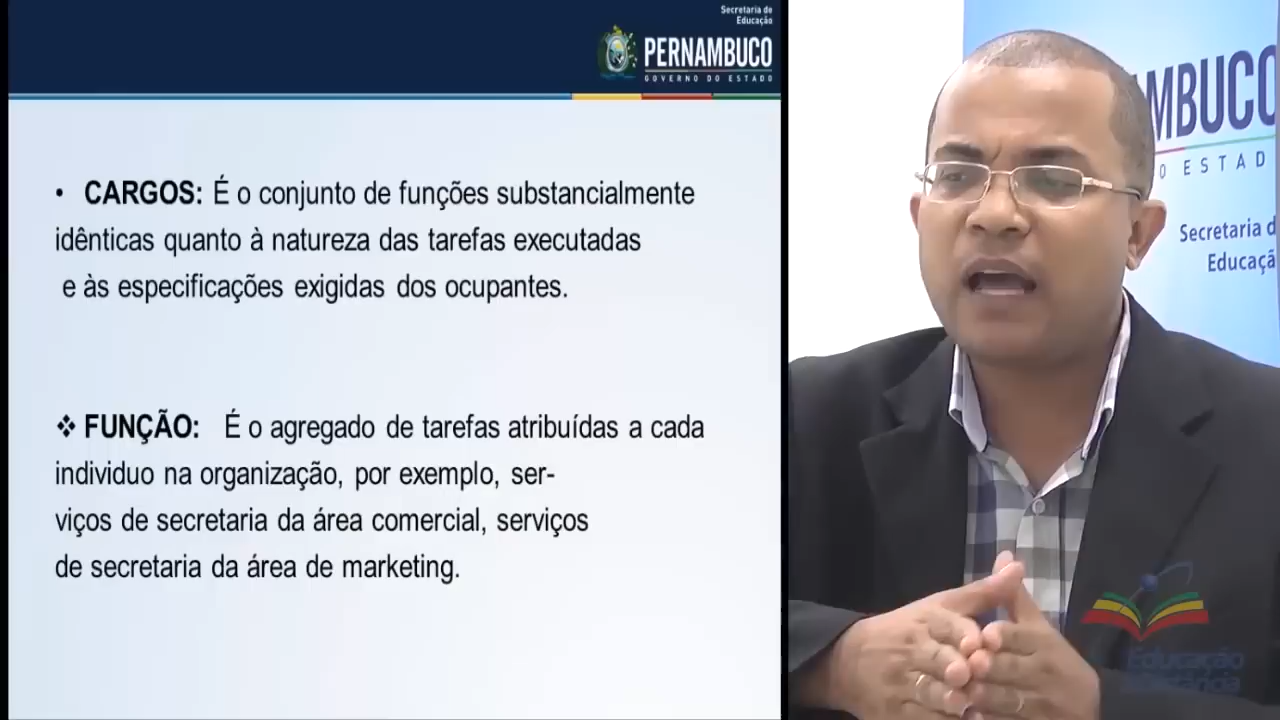 Secretaria de
Educação
PERNAMBUCO
GOVERNO DO ESTADO
• CARGOS: É o conjunto de funções substancialmente
idênticas quanto à natureza das tarefas executadas
e às especificações exigidas dos ocupantes.
❖ FUNÇÃO: É o agregado de tarefas atribuídas a cada
individuo na organização, por exemplo, ser-
viços de secretaria da área comercial, serviços
de secretaria da área de marketing.
MBUCO
O ESTAD
Secretaria d
Educaçã
Educação
a Distância